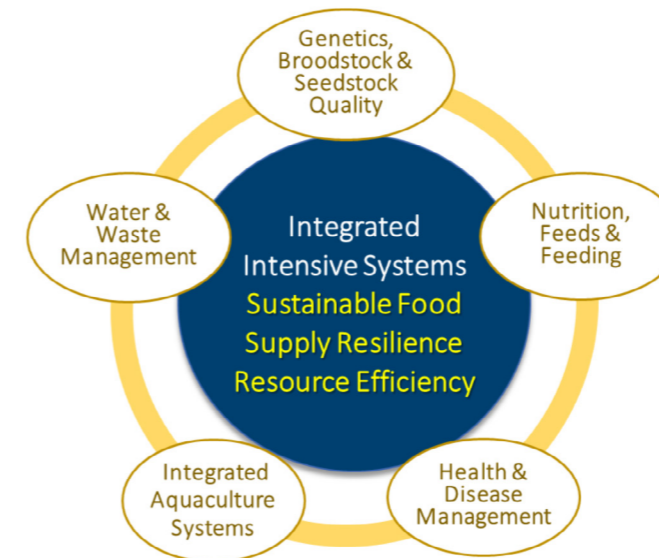 Genetics,
Broodstock &
Seedstock
Quality
Water &
Waste
Management
Nutrition,
Feeds &
Feeding
Integrated
Intensive Systems
Sustainable Food
Supply Resilience
Resource Efficiency
Integrated
Aquaculture
Systems
Health &
Disease
Management